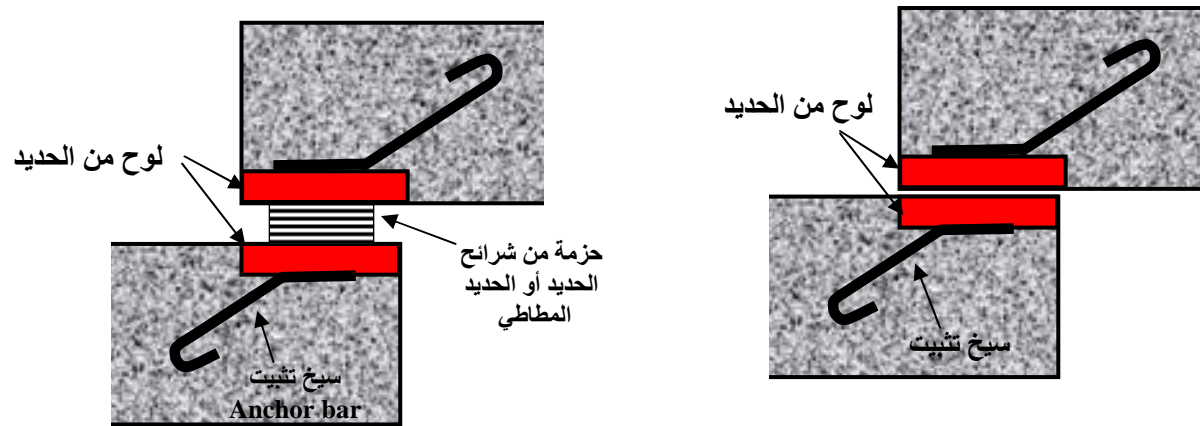 لوح من الحديد
حزمة من شرائح
الحديد أو الحديد
المطاطي
سيخ تثبيت
Anchor bar
لوح من الحديد
سيخ تثبيت